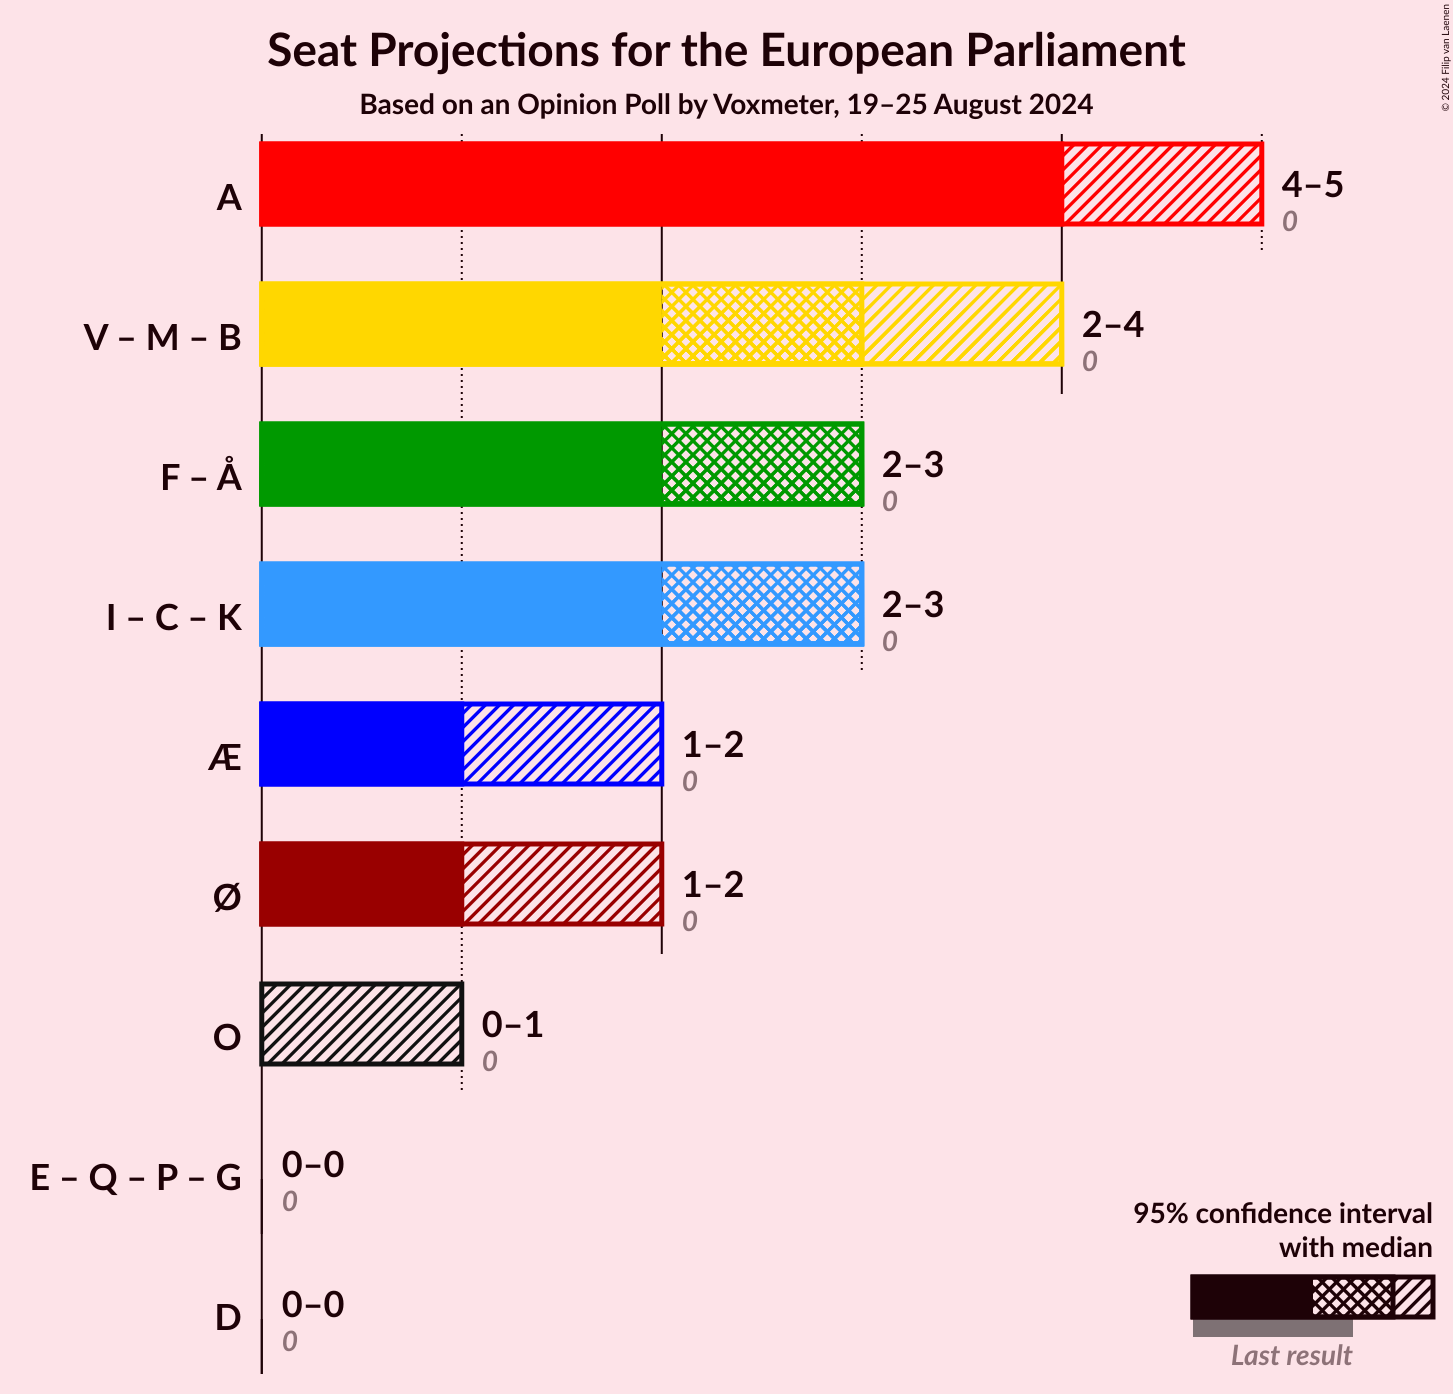 Seat Projections for the European Parliament
Based on an Opinion Poll by Voxmeter, 19–25 August 2024
© 2024 Filip van Laenen
A
4–5
0
V – M – B
2–4
0
F – Å
2–3
0
I – C – K
2–3
0
Æ
1–2
0
Ø
1–2
0
O
0–1
0
E – Q – P – G
0–0
0
D
0–0
0
95% confidence interval
with median
Last result